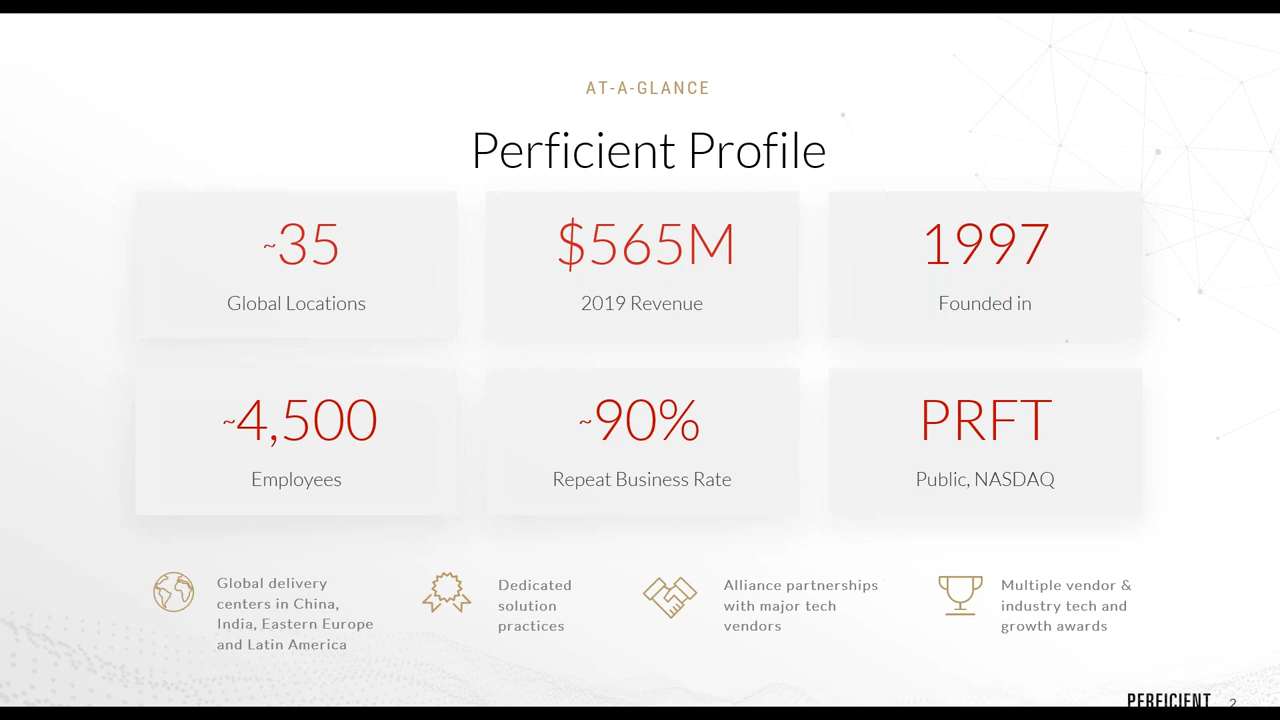 AT-A-GLANCE
Perficient Profile
~35
Global Locations
$565M
2019 Revenue
1997
Founded in
~4,500
Employees
~90%
Repeat Business Rate
PRFT
Public, NASDAQ
Global delivery
centers in China,
India, Eastern Europe
and Latin America
Dedicated
solution
practices
Alliance partnerships
with major tech
vendors
Multiple vendor &
industry tech and
growth awards
PERFICIENT 2